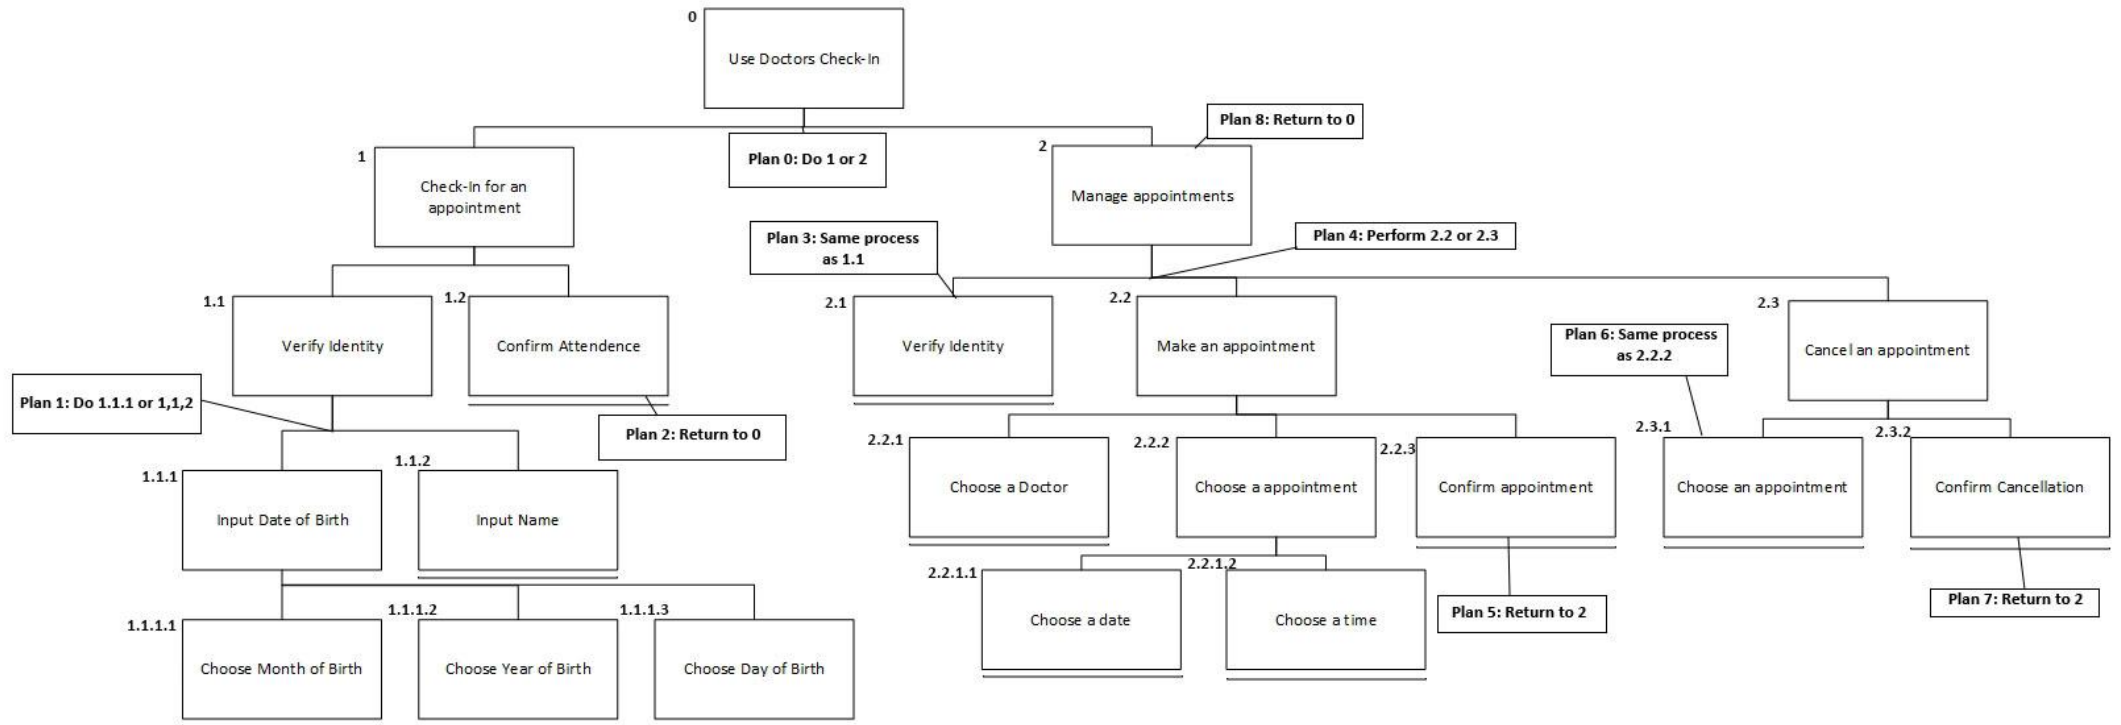 0
Use Doctors Check-In
Plan 8: Return to 0
Plan 0: Do 1 or 2
1
Check-In for an
appointment
2
Manage appointments
Plan 3: Same process
as 1.1
Plan 4: Perform 2.2 or 2.3
1.1
Verify Identity
1.2
Confirm Attendence
2.1
Verify Identity
2.2
Make an appointment
2.3
Cancel an appointment
Plan 6: Same process
as 2.2.2
Plan 1: Do 1.1.1 or 1,1,2
Plan 2: Return to 0
1.1.1
Input Date of Birth
1.1.2
Input Name
2.2.1
Choose a Doctor
2.2.2
Choose a appointment
2.2.3
Confirm appointment
2.3.1
Choose an appointment
2.3.2
Confirm Cancellation
1.1.1.1
Choose Month of Birth
1.1.1.2
Choose Year of Birth
1.1.1.3
Choose Day of Birth
2.2.1.1
Choose a date
2.2.1.2
Choose a time
Plan 5: Return to 2
Plan 7: Return to 2